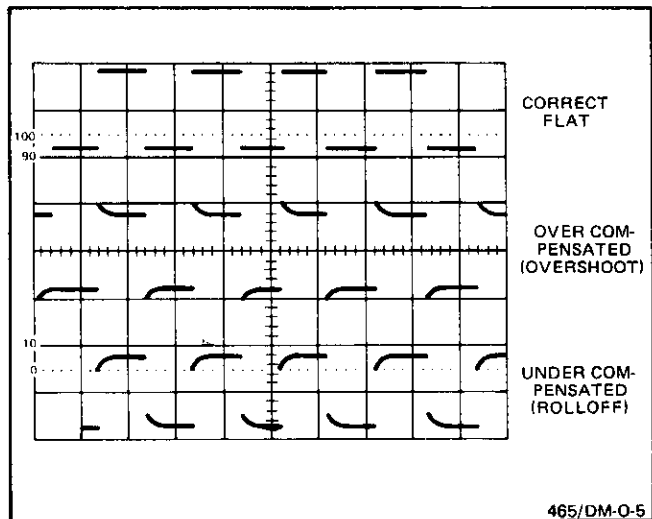 CORRECT
FLAT
100
90
OVER COM-
PENSATED
(OVERSHOOT)
10
0
UNDER COM-
PENSATED
(ROLLOFF)
465/DM-O-5